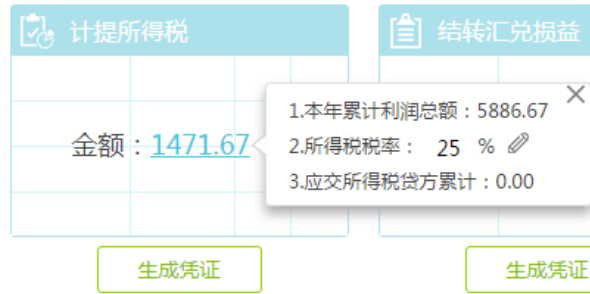 计提所得税
结转汇兑损益
金额：1471.67
1.本年累计利润总额：5886.67
2.所得税税率： 25 %
3.应交所得税贷方累计：0.00
生成凭证
生成凭证